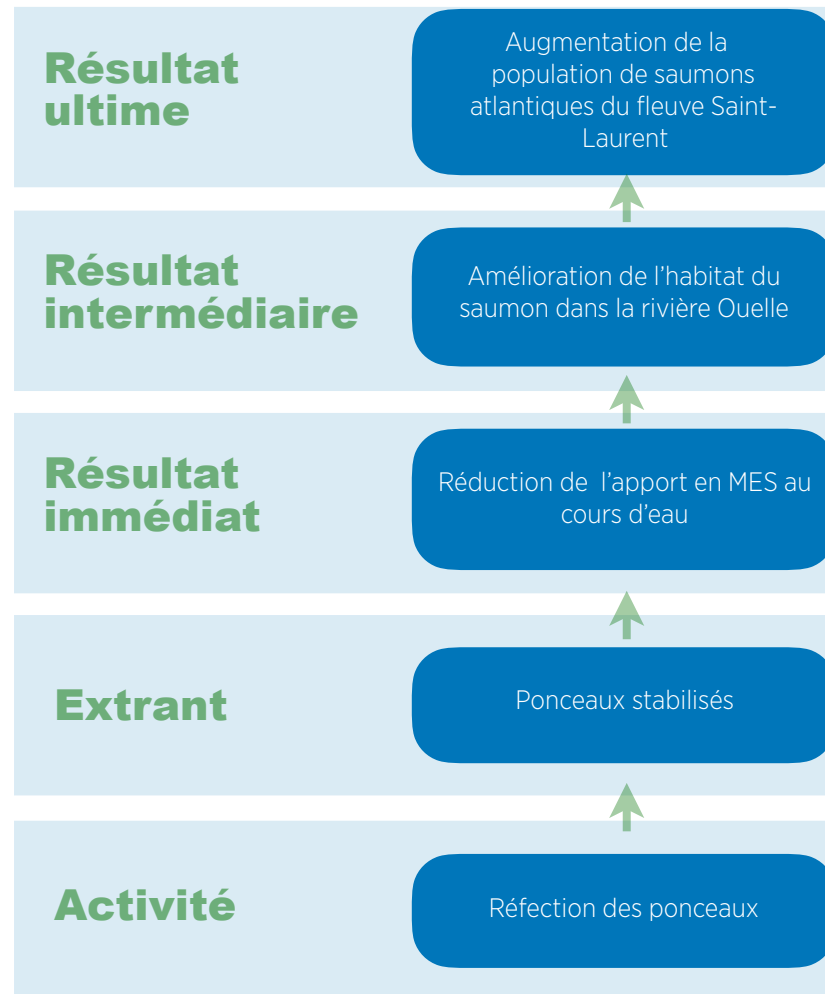 Résultat
ultime
Augmentation de la
population de saumons
atlantiques du fleuve Saint-
Laurent
Résultat
intermédiaire
Amélioration de l'habitat du
saumon dans la rivière Ouelle
Résultat
immédiat
Réduction de  l'apport en MES au
cours d'eau
Extrant
Ponceaux stabilisés
Activité
Réfection des ponceaux